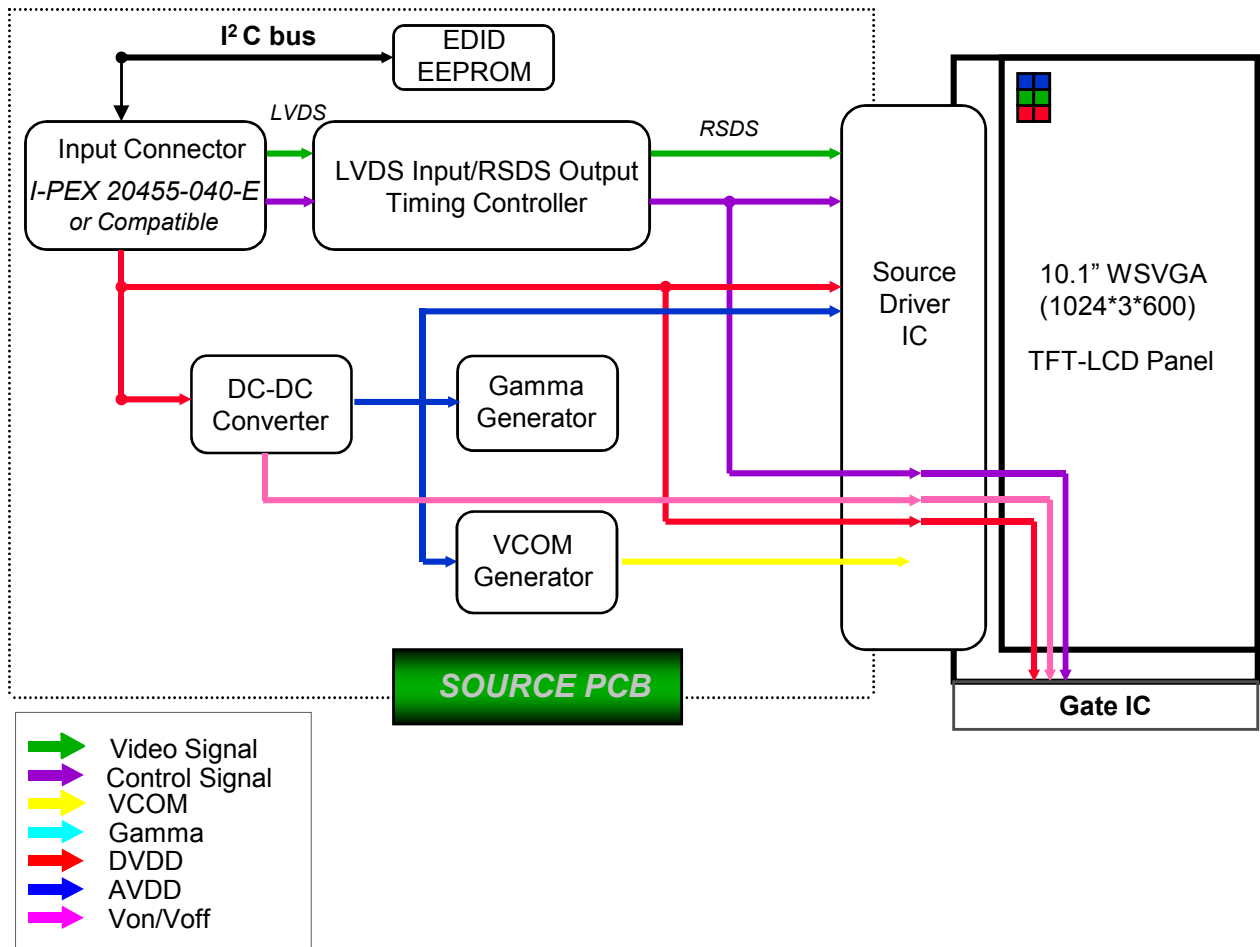 I² C bus
EDID
EEPROM
LVDS
RSDS
Input Connector
I-PEX 20455-040-E
or Compatible
LVDS Input/RSDS Output
Timing Controller
Source
Driver
IC
10.1” WSVGA
(1024*3*600)
TFT-LCD Panel
DC-DC
Converter
Gamma
Generator
VCOM
Generator
SOURCE PCB
Gate IC
Video Signal
Control Signal
VCOM
Gamma
DVDD
AVDD
Von/Voff